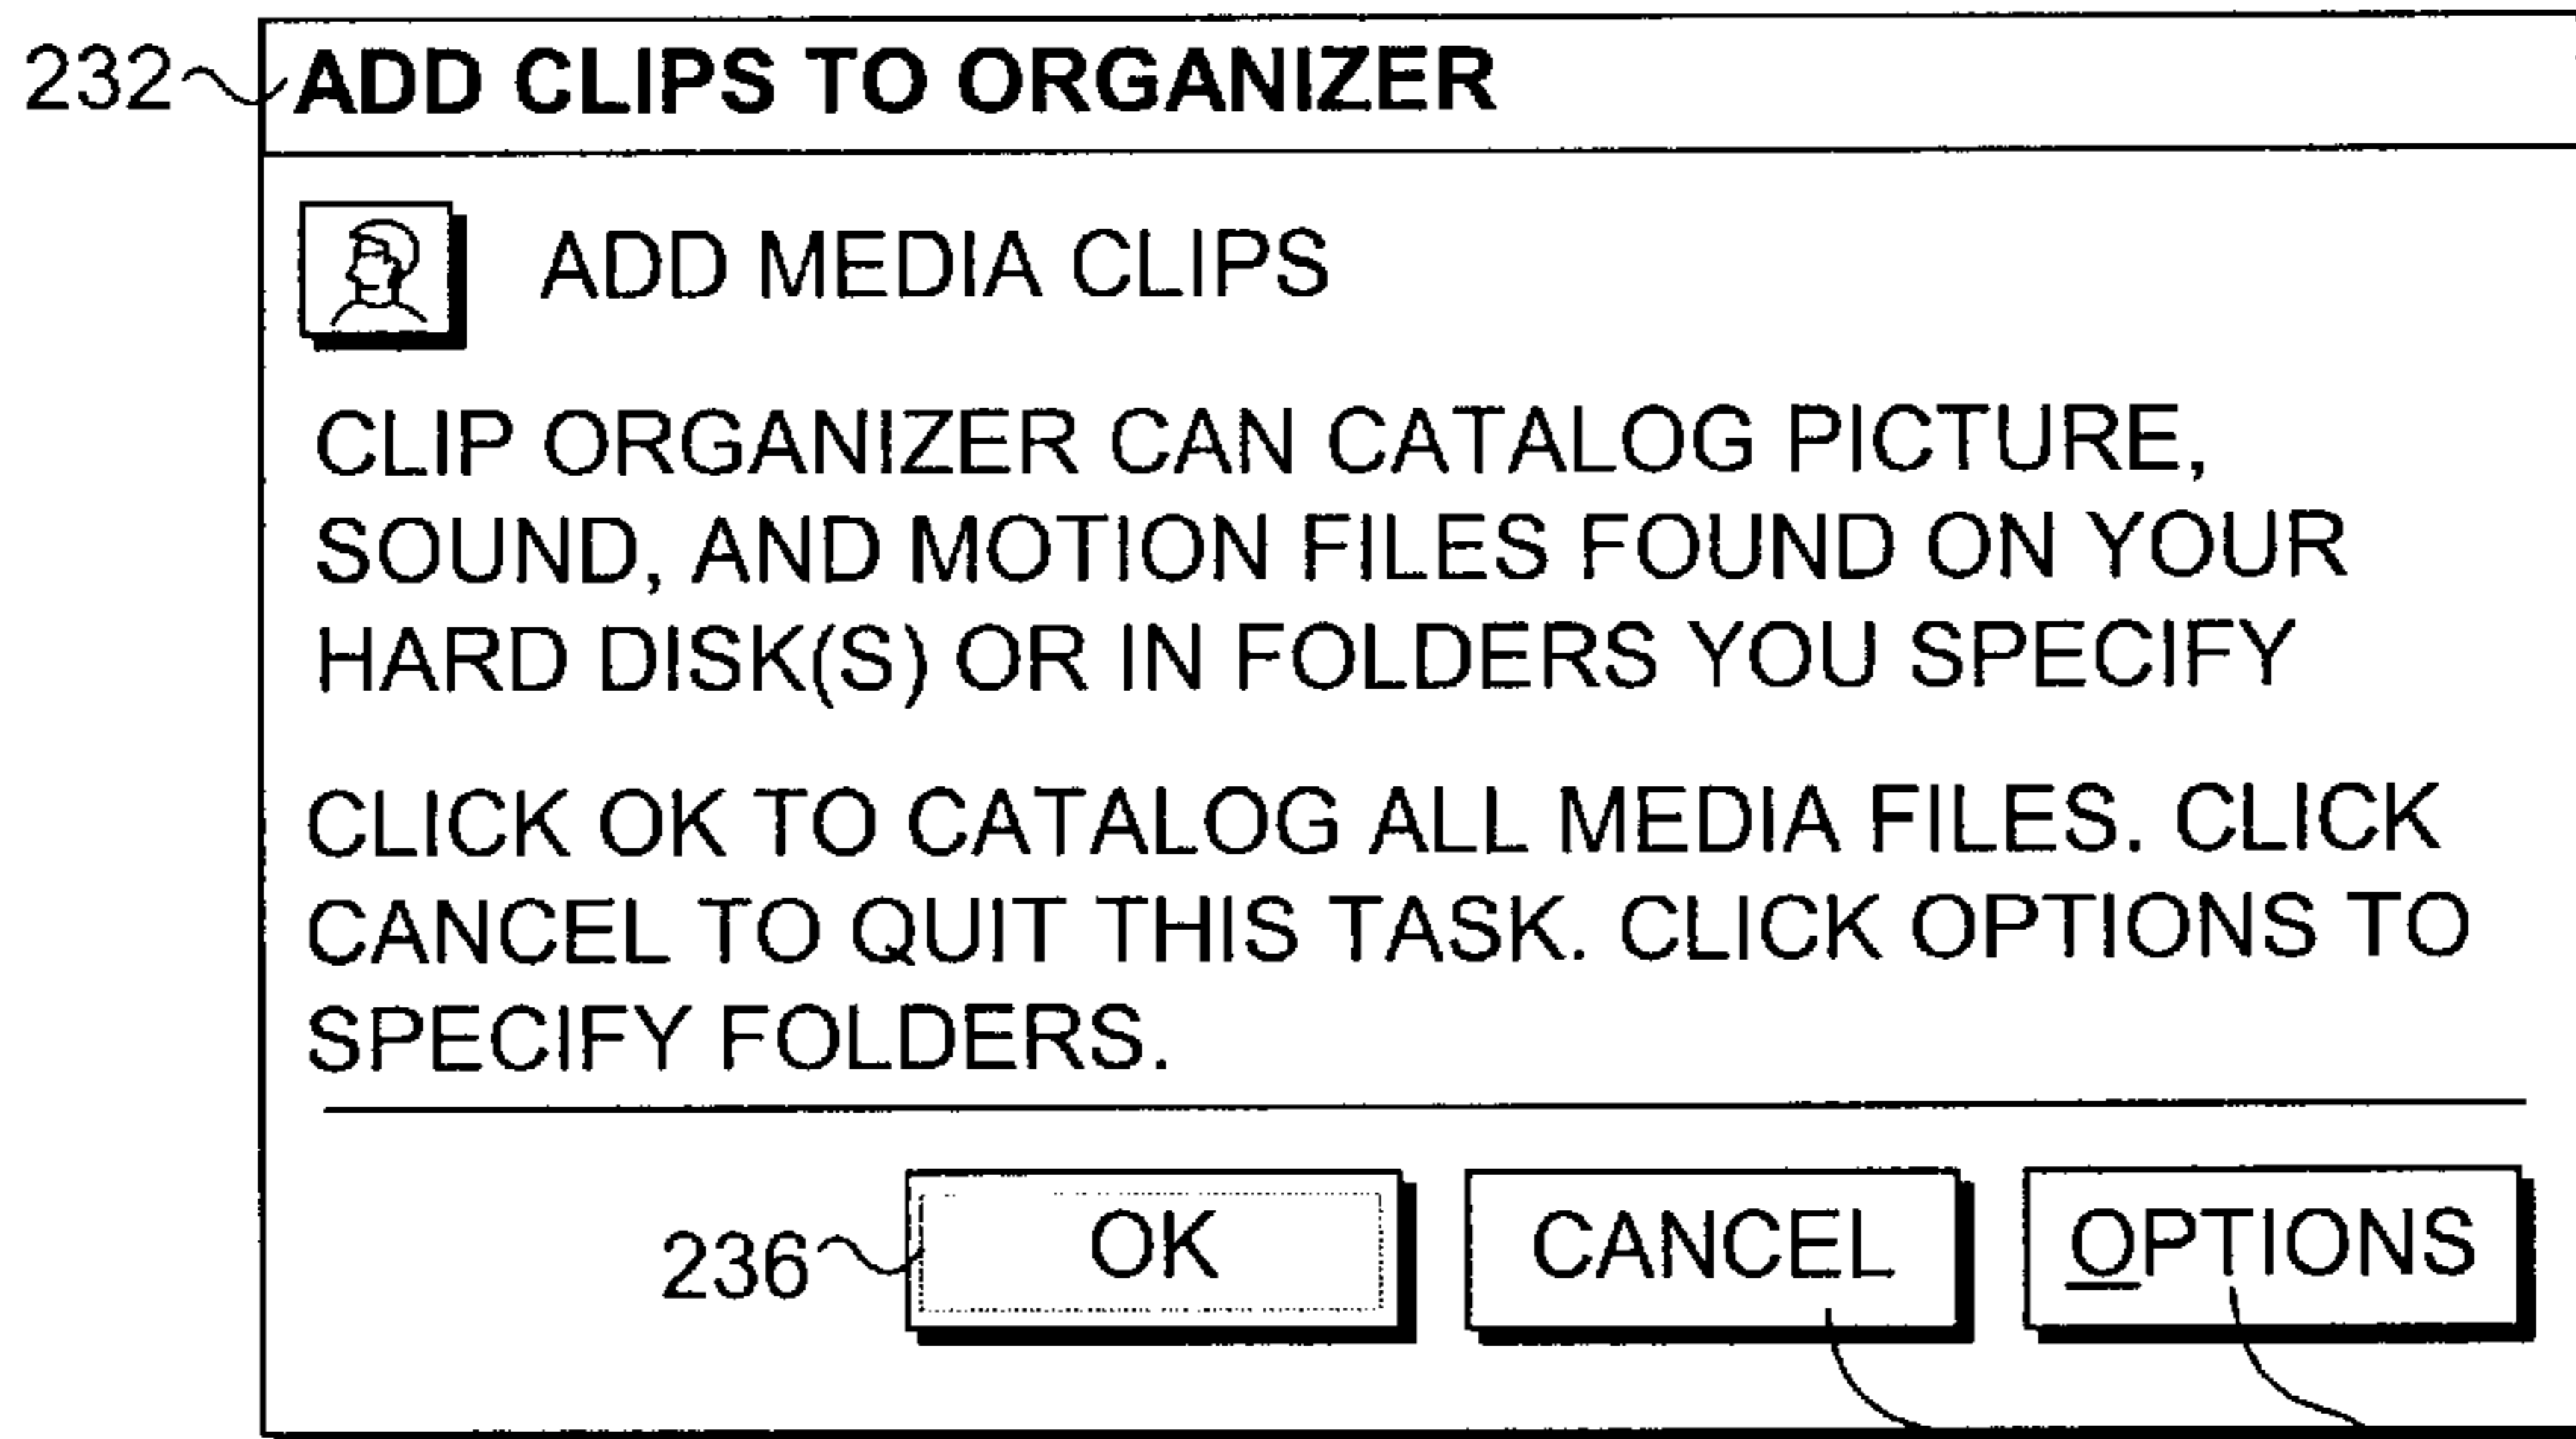 232 ADD CLIPS TO ORGANIZER
ADD MEDIA CLIPS
CLIP ORGANIZER CAN CATALOG PICTURE,
SOUND, AND MOTION FILES FOUND ON YOUR
HARD DISK(S) OR IN FOLDERS YOU SPECIFY
CLICK OK TO CATALOG ALL MEDIA FILES. CLICK
CANCEL TO QUIT THIS TASK. CLICK OPTIONS TO
SPECIFY FOLDERS.
236 OK CANCEL OPTIONS